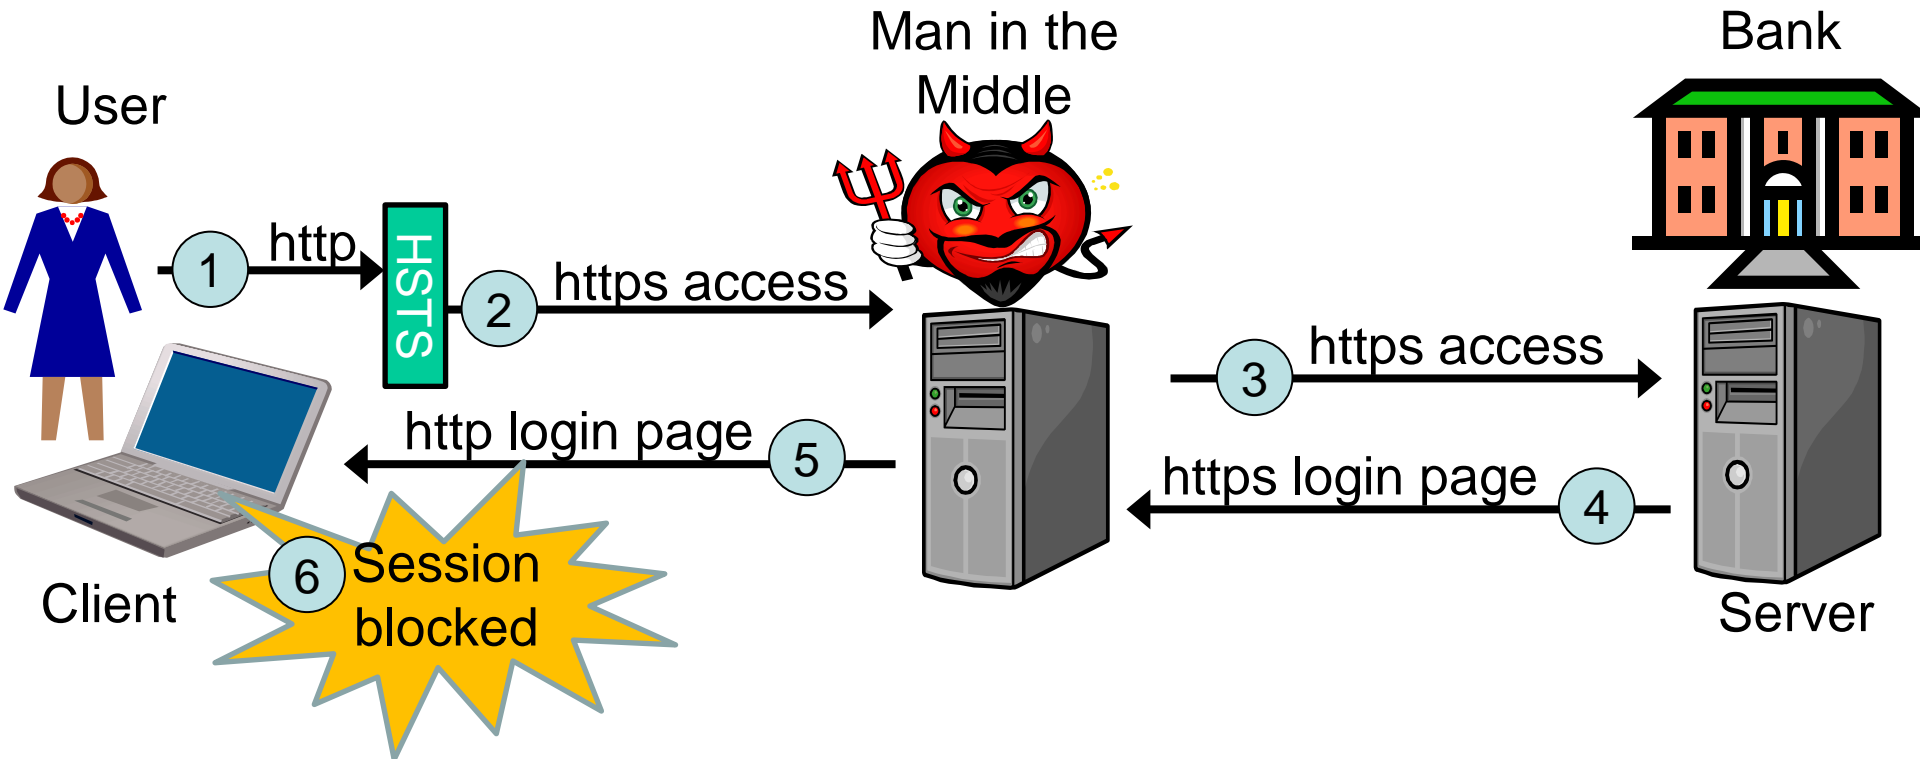 Man in the
Middle
Bank
User
1
http
HSTS
2
https access
3
https access
http login page
5
https login page
4
6
Session
blocked
Client
Server